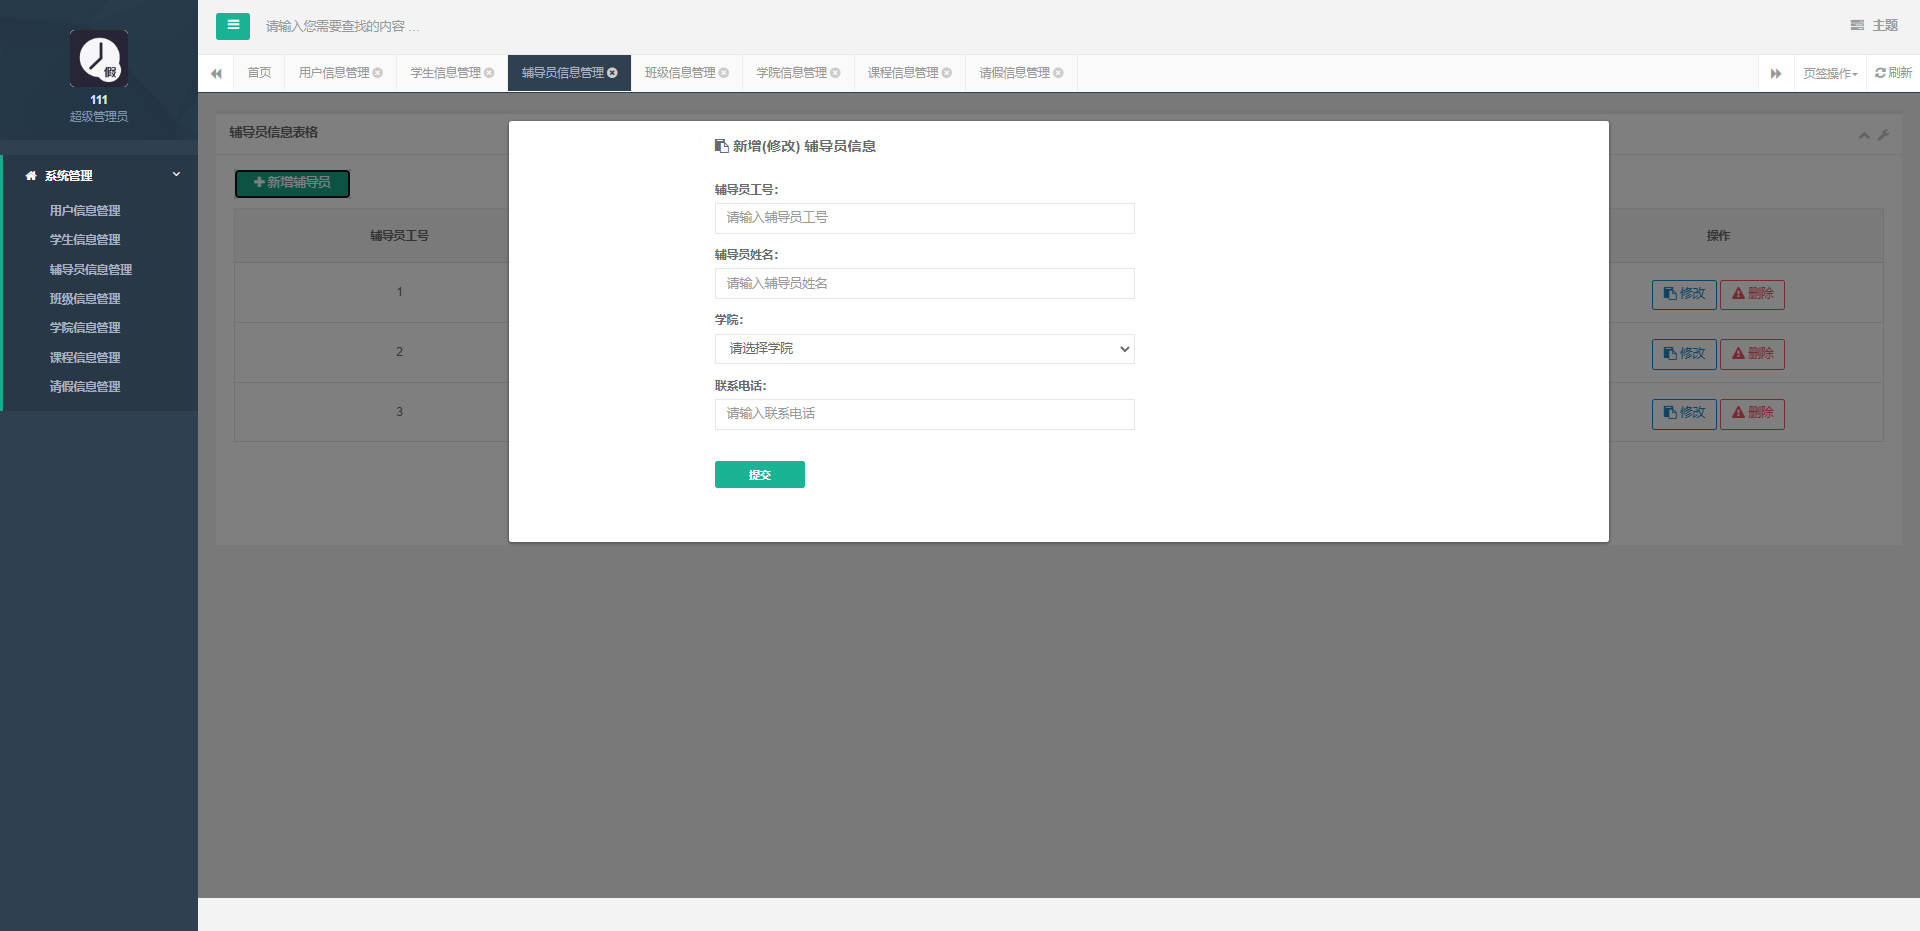 假
111
超级管理员
系统管理
用户信息管理
学生信息管理
辅导员信息管理
班级信息管理
学院信息管理
课程信息管理
请假信息管理
请输入您需要查找的内容 …
主题
首页
用户信息管理
学生信息管理
辅导员信息管理
班级信息管理
学院信息管理
课程信息管理
请假信息管理
页签操作
刷新
辅导员信息表格
新增辅导员
辅导员工号
操作
1
修改 删除
2
修改 删除
3
修改 删除
新增(修改) 辅导员信息
辅导员工号:
请输入辅导员工号
辅导员姓名:
请输入辅导员姓名
学院:
请选择学院
联系电话:
请输入联系电话
提交